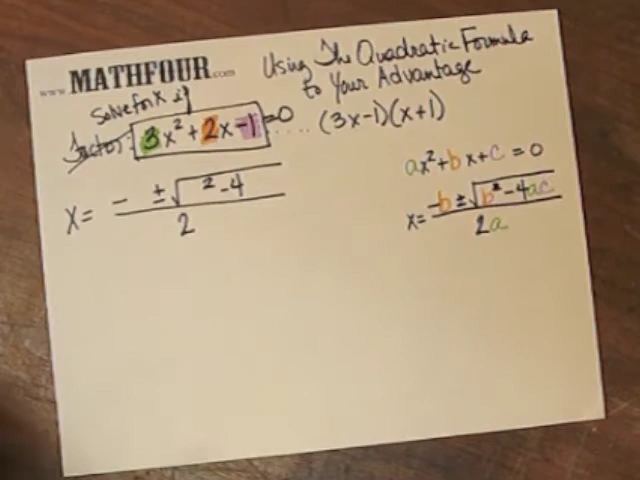 www.MATHFOUR.com
Using The Quadratic Formula
to Your Advantage
Solve for x if
Factor: 3x² + 2x -1 = 0 ..... (3x-1)(x+1)
x = - ± √ ² - 4
2
ax² + bx + c = 0
x = -b ± √b² - 4ac
2a